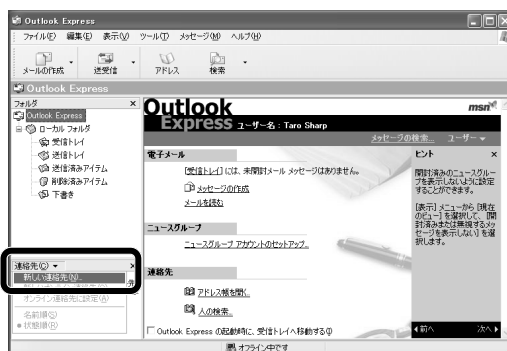 Outlook Express
ファイル(F) 編集(E) 表示(V) ツール(T) メッセージ(M) ヘルプ(H)
メールの作成 送受信 アドレス 検索
Outlook Express
フォルダ ×
Outlook Express
ローカル フォルダ
受信トレイ
送信トレイ
送信済みアイテム
削除済みアイテム
下書き
連絡先(C) ×
新しい連絡先(N)...
オンライン連絡先に設定(A)
名前順(S)
状態順(R)
Outlook
Express ユーザー名 : Taro Sharp
msn
メッセージの検索... ユーザー
電子メール
[受信トレイ] には、未開封メール メッセージはありません。
メッセージの作成
メールを読む
ニュースグループ
ニュースグループ アカウントのセットアップ...
連絡先
アドレス帳を開く...
人の検索...
Outlook Express の起動時に、受信トレイへ移動する
ヒント ×
開封済みのニュースグループを表示しないように設定することができます。
[表示] メニューから [現在のビュー] を選択して、[開封済みまたは無視するメッセージを表示しない] を選択します。
前へ 次へ
オフライン中です